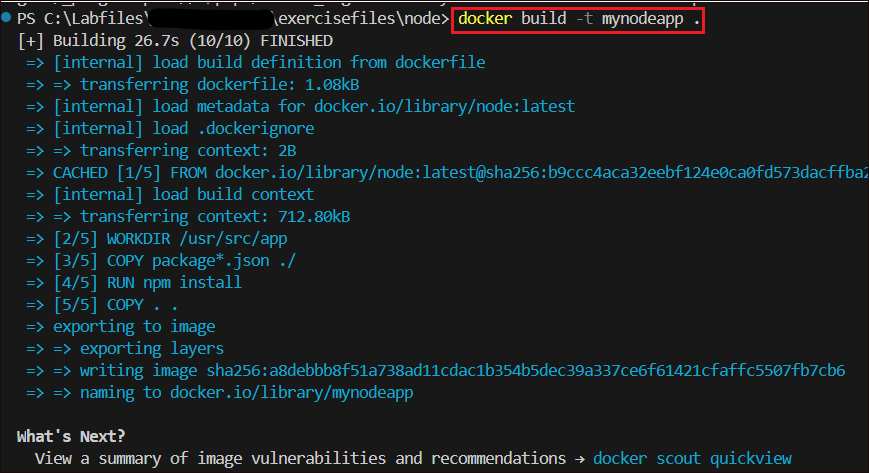 PS C:\Labfiles\ \exercisefiles\node> docker build -t mynodeapp .
[+] Building 26.7s (10/10) FINISHED
=> [internal] load build definition from dockerfile
=> => transferring dockerfile: 1.08kB
=> [internal] load metadata for docker.io/library/node:latest
=> [internal] load .dockerignore
=> => transferring context: 2B
=> CACHED [1/5] FROM docker.io/library/node:latest@sha256:b9ccc4aca32eebf124e0ca0fd573dacffba2
=> [internal] load build context
=> => transferring context: 712.80kB
=> [2/5] WORKDIR /usr/src/app
=> [3/5] COPY package*.json ./
=> [4/5] RUN npm install
=> [5/5] COPY . .
=> exporting to image
=> => exporting layers
=> => writing image sha256:a8debbb8f51a738ad11cdac1b354b5dec39a337ce6f61421cfaffc5507fb7cb6
=> => naming to docker.io/library/mynodeapp
What's Next?
View a summary of image vulnerabilities and recommendations → docker scout quickview